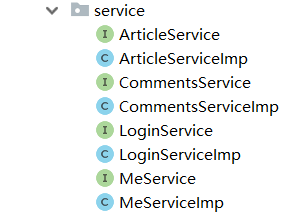 service
I ArticleService
C ArticleServiceImp
I CommentsService
C CommentsServiceImp
I LoginService
C LoginServiceImp
I MeService
C MeServiceImp